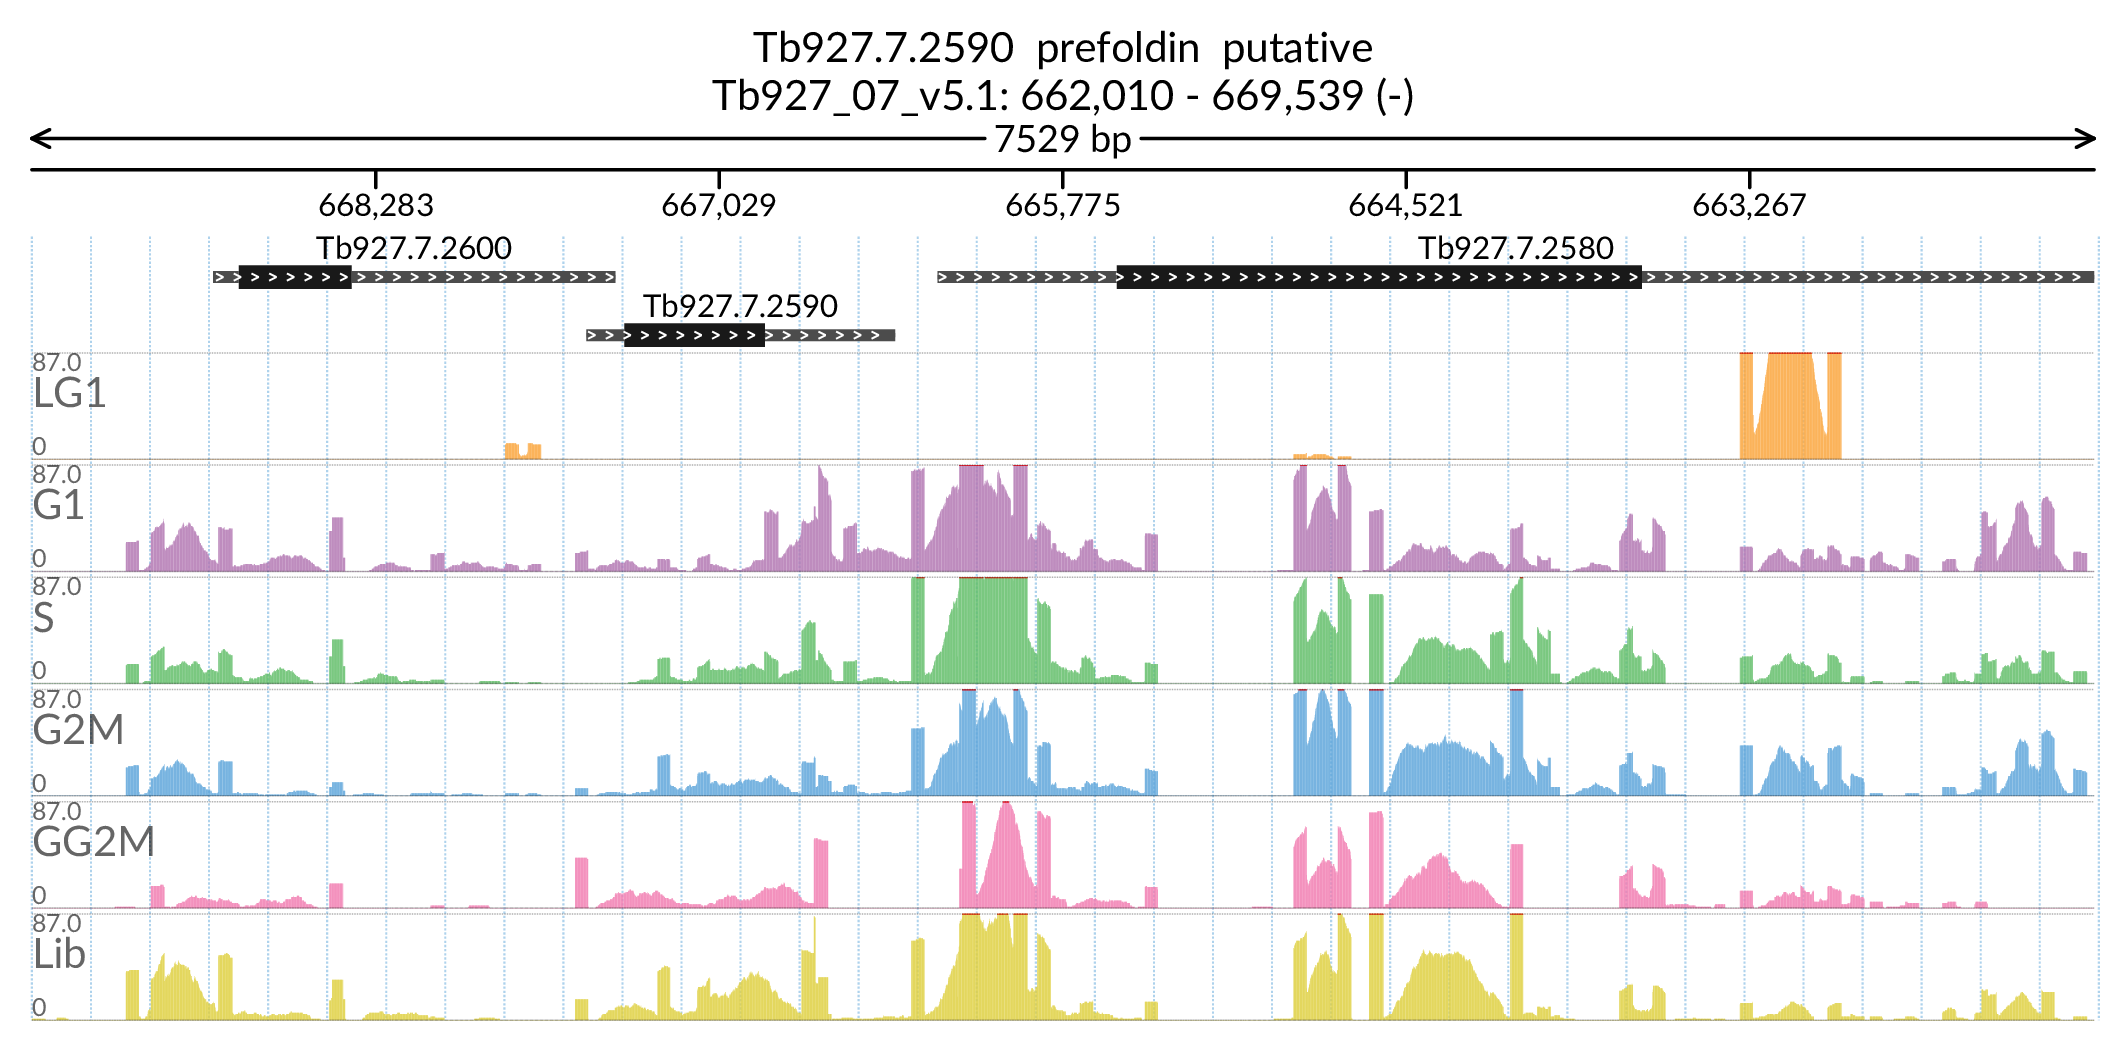 Tb927.7.2590 prefoldin putative
Tb927_07_v5.1: 662,010 - 669,539 (-)
7529 bp
668,283 667,029 665,775 664,521 663,267
Tb927.7.2600 Tb927.7.2580
Tb927.7.2590
87.0
LG1
0
87.0
G1
0
87.0
S
0
87.0
G2M
0
87.0
GG2M
0
87.0
Lib
0